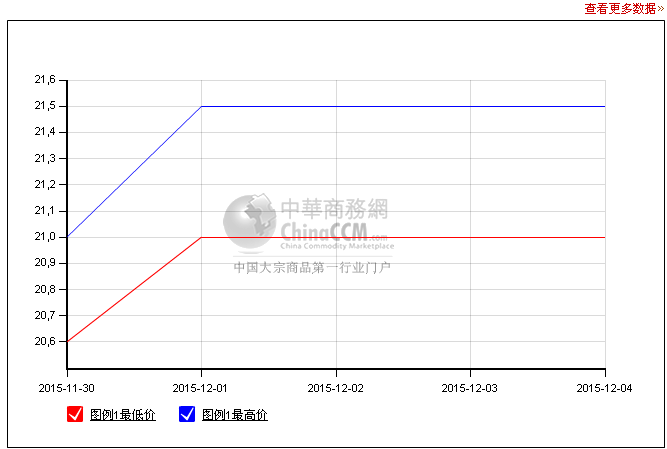 查看更多数据»
21,6
21,5
21,4
21,3
21,2
21,1
21,0
20,9
20,8
20,7
20,6
中華商務網
ChinaCCM.com
China Commodity Marketplace
中国大宗商品第一行业门户
2015-11-30 2015-12-01 2015-12-02 2015-12-03 2015-12-04
图例1最低价 图例1最高价